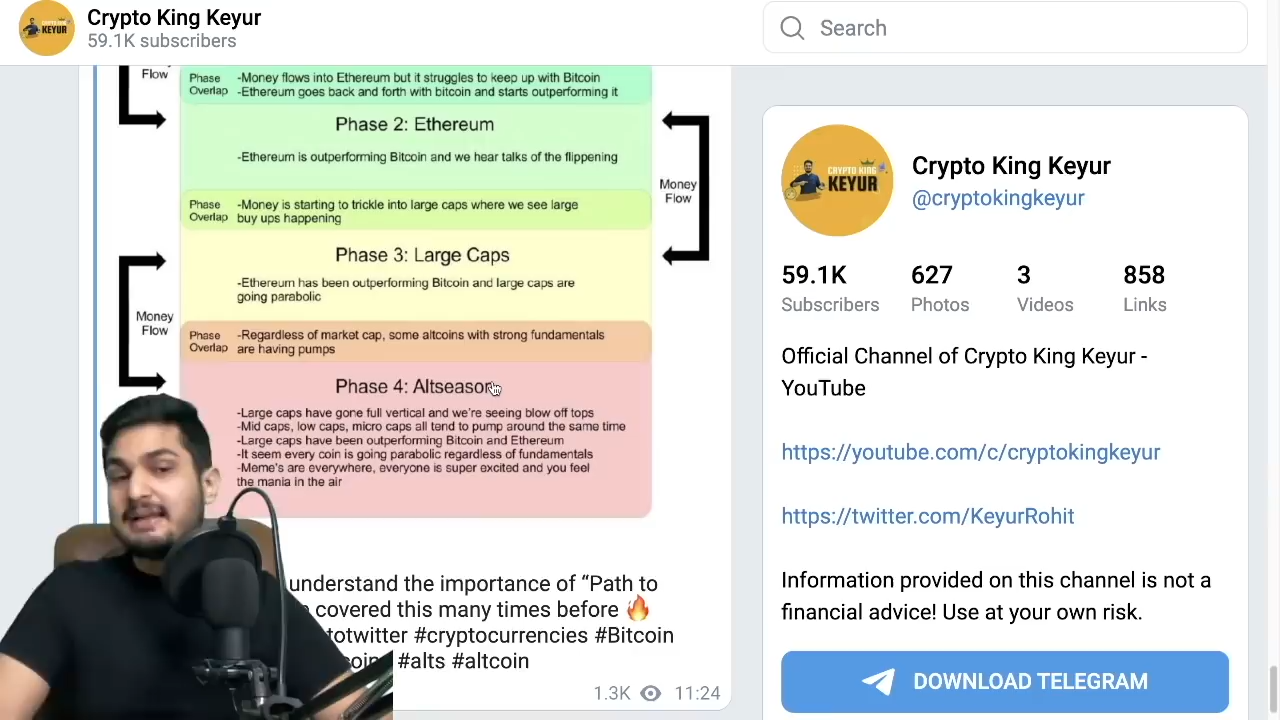 Crypto King Keyur
59.1K subscribers
KEYUR
Search
Flow
Phase
Overlap
-Money flows into Ethereum but it struggles to keep up with Bitcoin
-Ethereum goes back and forth with bitcoin and starts outperforming it
Phase 2: Ethereum
-Ethereum is outperforming Bitcoin and we hear talks of the flippening
Money
Flow
Phase
Overlap
-Money is starting to trickle into large caps where we see large
buy ups happening
Phase 3: Large Caps
-Ethereum has been outperforming Bitcoin and large caps are
going parabolic
Money
Flow
Phase
Overlap
-Regardless of market cap, some altcoins with strong fundamentals
are having pumps
Phase 4: Altseason
-Large caps have gone full vertical and we're seeing blow off tops
-Mid caps, low caps, micro caps all tend to pump around the same time
-Large caps have been outperforming Bitcoin and Ethereum
-It seem every coin is going parabolic regardless of fundamentals
-Meme's are everywhere, everyone is super excited and you feel
the mania in the air
understand the importance of “Path to
covered this many times before 🔥
totwitter #cryptocurrencies #Bitcoin
#alts #altcoin
1.3K 11:24
CRYPTO KING
KEYUR
Crypto King Keyur
@cryptokingkeyur
59.1K 627 3 858
Subscribers Photos Videos Links
Official Channel of Crypto King Keyur -
YouTube
https://youtube.com/c/cryptokingkeyur
https://twitter.com/KeyurRohit
Information provided on this channel is not a
financial advice! Use at your own risk.
DOWNLOAD TELEGRAM